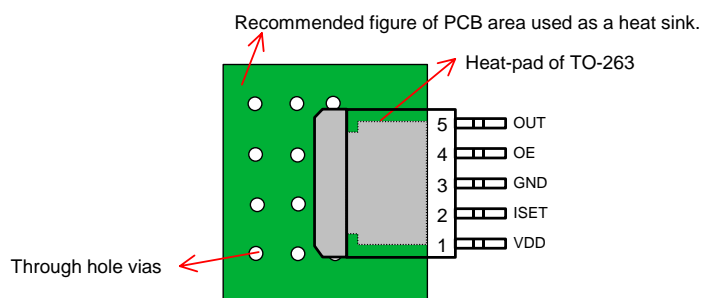 Recommended figure of PCB area used as a heat sink.
Heat-pad of TO-263
5 OUT
4 OE
3 GND
2 ISET
1 VDD
Through hole vias